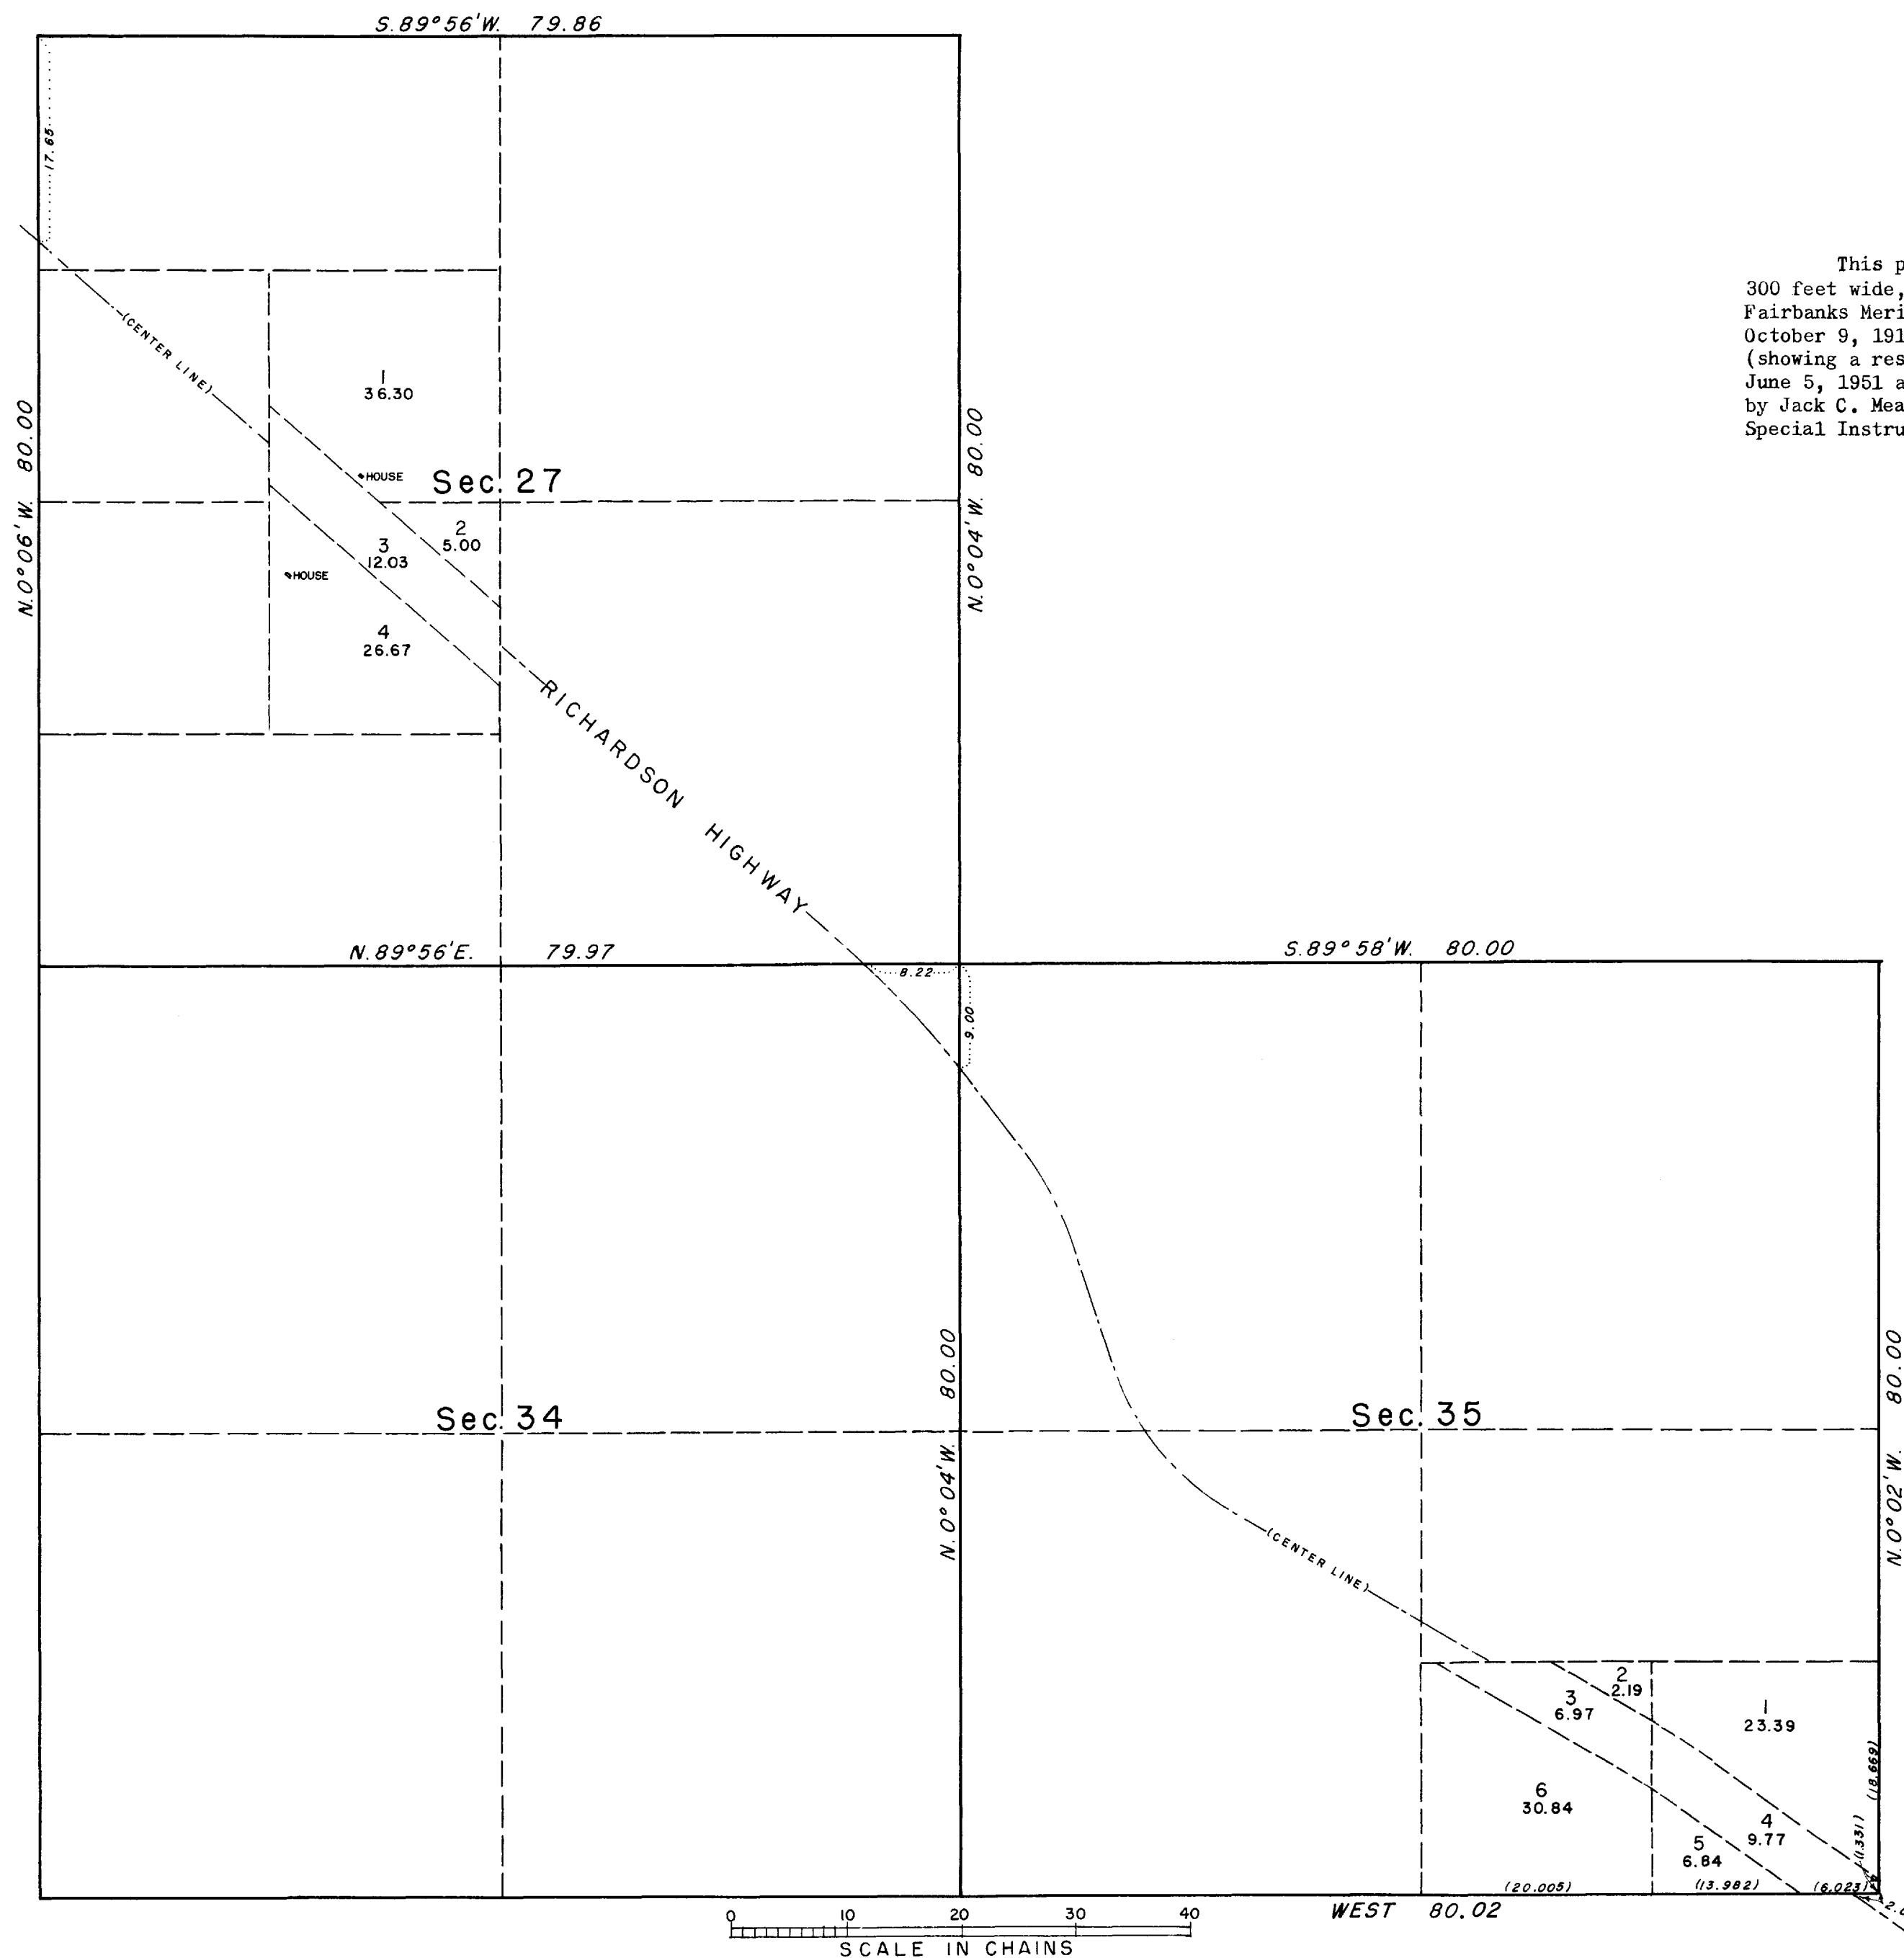 S. 89° 56' W. 79.86
17.65
This p
300 feet wide,
Fairbanks Meri
October 9, 191
(showing a res
June 5, 1951 a
by Jack C. Mea
Special Instru
(CENTER LINE)
1
36.30
N. 0° 06' W. 80.00
N. 0° 04' W. 80.00
HOUSE
Sec. 27
2
5.00
3
12.03
HOUSE
4
26.67
RICHARDSON HIGHWAY
N. 89° 56' E. 79.97
S. 89° 58' W. 80.00
8.22
9.00
N. 0° 04' W. 80.00
N. 0° 02' W. 80.00
Sec. 34
Sec. 35
(CENTER LINE)
2
2.19
3
6.97
1
23.39
(18.669)
6
30.84
4
9.77
(1.331)
5
6.84
(20.005)
(13.982)
(6.023)
WEST 80.02
0 10 20 30 40
SCALE IN CHAINS